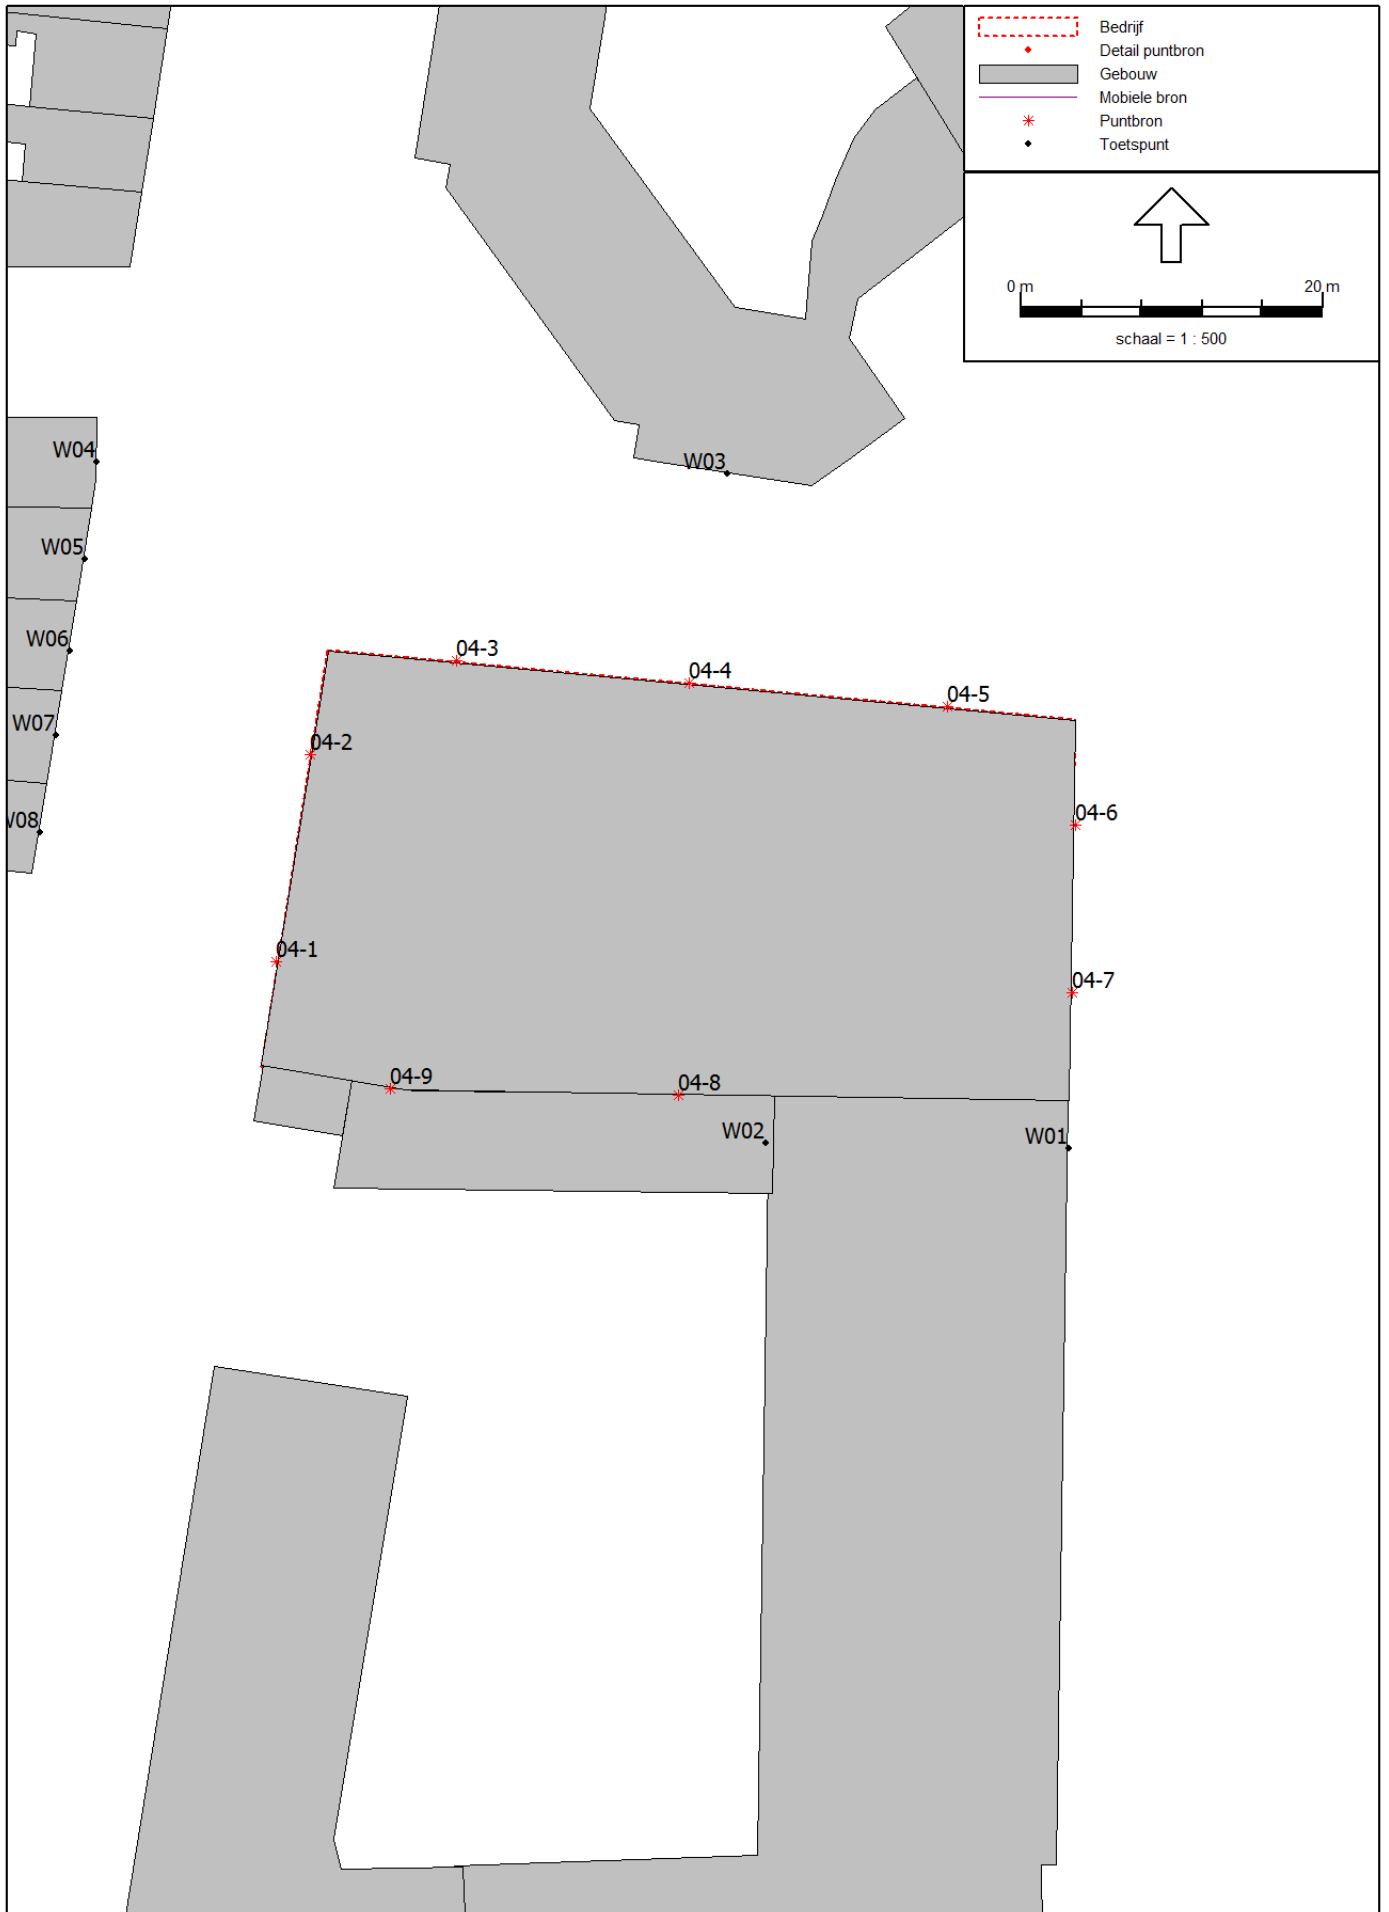 Bedrijf
Detail puntbron
Gebouw
Mobiele bron
Puntbron
Toetspunt
0 m 20 m
schaal = 1 : 500
W04
W03
W05
W06
04-3
04-4
04-5
W07
04-2
04-6
W08
04-1
04-7
04-9
04-8
W02
W01